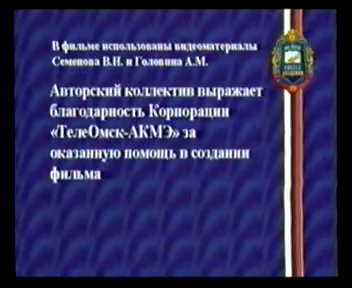 В фильме использованы видеоматериалы
Семенова В.Н. и Головина А.М.
Авторский коллектив выражает
благодарность Корпорации
«ТелеОмск-АКМЭ» за
оказанную помощь в создании
фильма